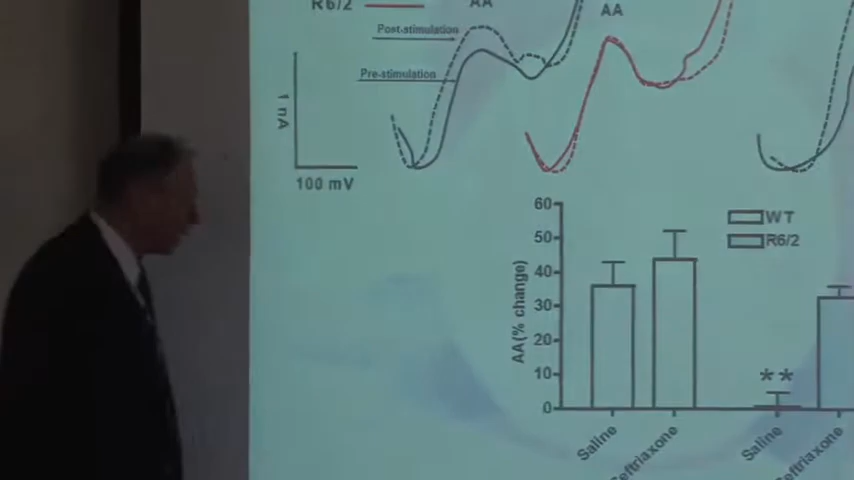 R6/2
AA
AA
Post-stimulation
Pre-stimulation
1 nA
100 mV
60
50
40
30
20
10
0
AA(% change)
WT
R6/2
**
Saline
Ceftriaxone
Saline
Ceftriaxone